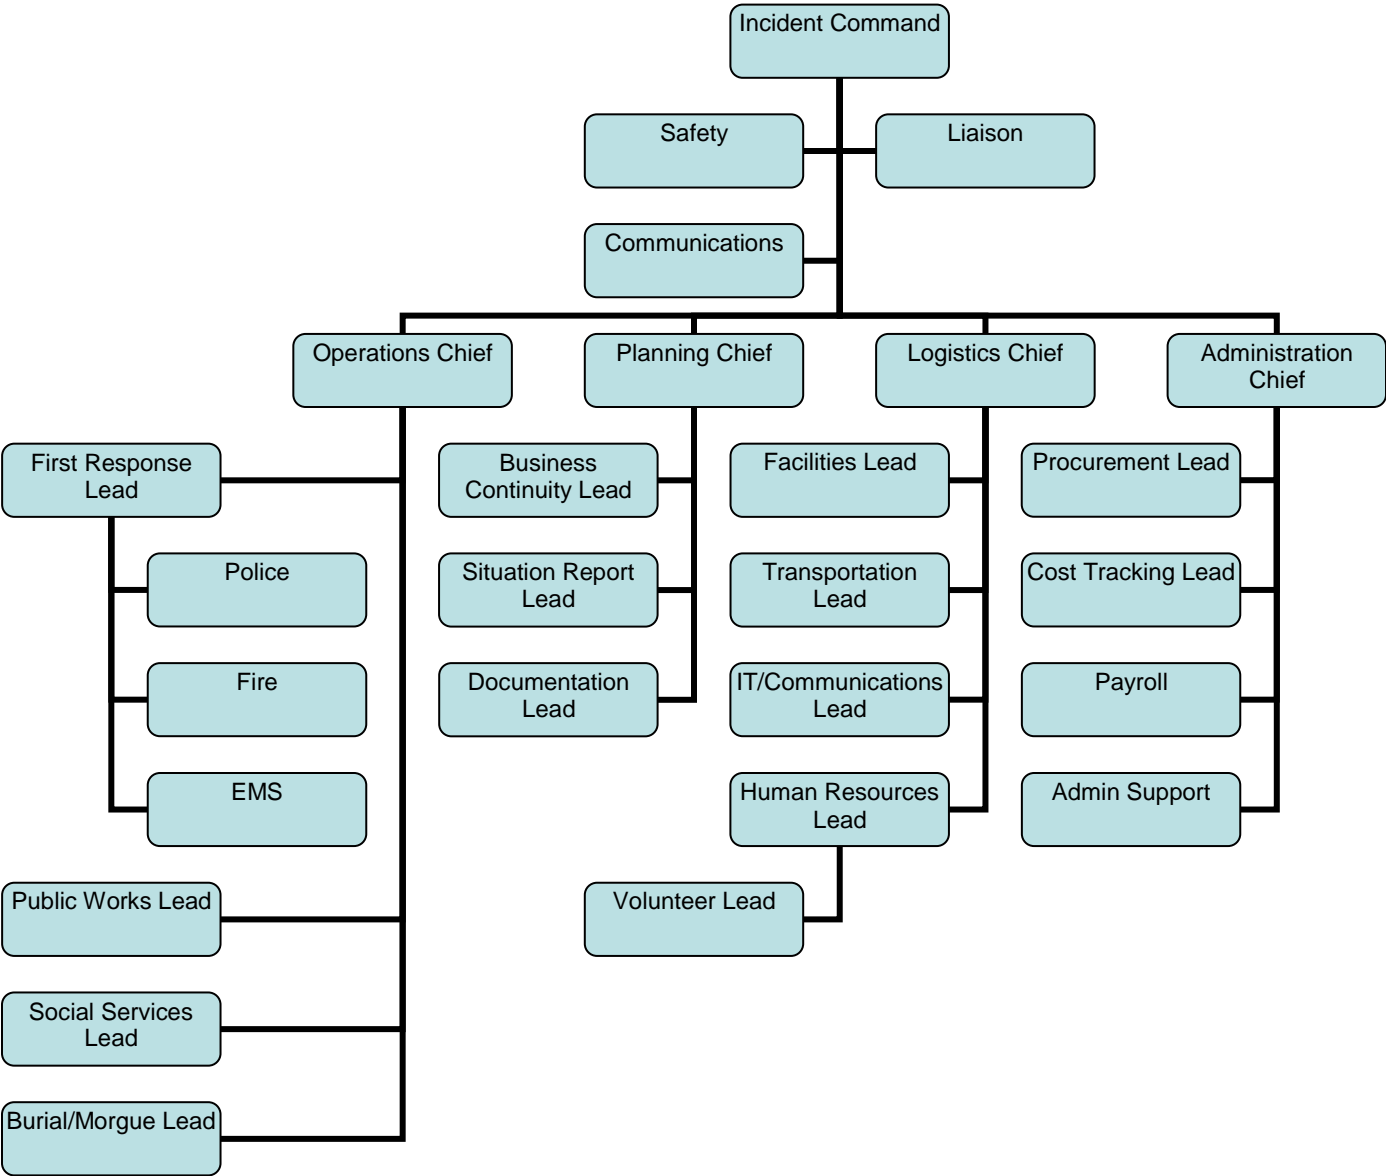 Incident Command
Safety
Liaison
Communications
Operations Chief
Planning Chief
Logistics Chief
Administration
Chief
First Response
Lead
Business
Continuity Lead
Facilities Lead
Procurement Lead
Police
Situation Report
Lead
Transportation
Lead
Cost Tracking Lead
Fire
Documentation
Lead
IT/Communications
Lead
Payroll
EMS
Human Resources
Lead
Admin Support
Public Works Lead
Volunteer Lead
Social Services
Lead
Burial/Morgue Lead